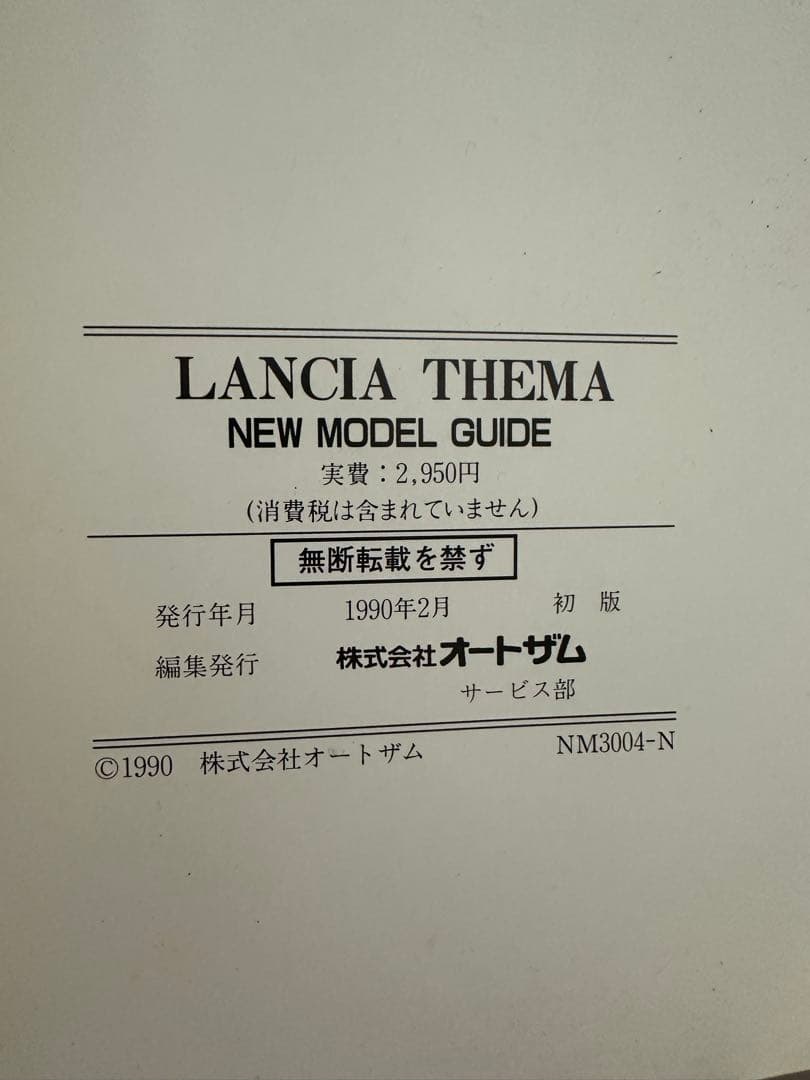 LANCIA THEMA
NEW MODEL GUIDE
実費：2,950円
(消費税は含まれていません)
無断転載を禁ず
発行年月 1990年2月 初版
編集発行 株式会社オートザム
サービス部
©1990 株式会社オートザム NM3004-N